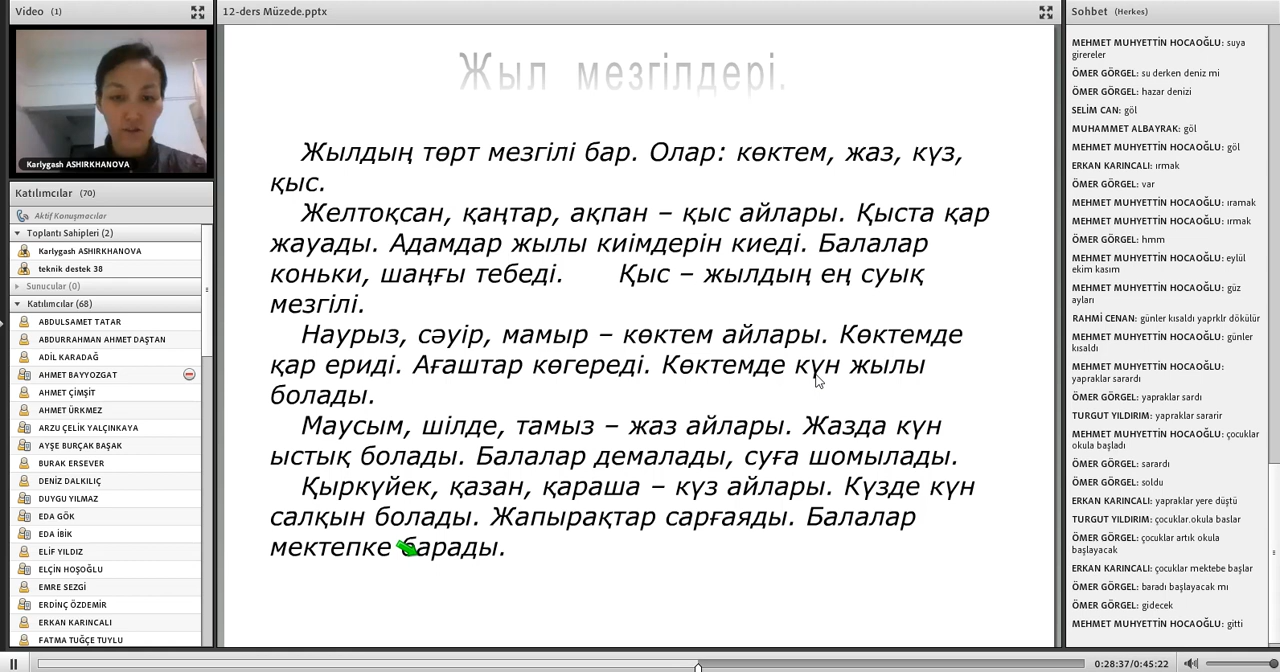 Video (1)
Karlygash ASHIRKHANOVA
Katılımcılar (70)
Aktif Konuşmacılar
Toplantı Sahipleri (2)
Karlygash ASHIRKHANOVA
teknik destek 38
Sunucular (0)
Katılımcılar (68)
ABDULSAMET TATAR
ABDURRAHMAN AHMET DAŞTAN
ADİL KARADAĞ
AHMET BAYYOZGAT
AHMET ÇİMŞİT
AHMET ÜRKMEZ
ARZU ÇELİK YALÇINKAYA
AYŞE BURÇAK BAŞAK
BURAK ERSEVER
DENİZ DALKILIÇ
DUYGU YILMAZ
EDA GÖK
EDA İBİK
ELİF YILDIZ
ELÇİN HOŞOĞLU
EMRE SEZGİ
ERDİNÇ ÖZDEMİR
ERKAN KARINCALI
FATMA TUĞÇE TUYLU
12-ders Müzede.pptx
Жыл мезгілдері.
Жылдың төрт мезгілі бар. Олар: көктем, жаз, күз,
қыс.
Желтоқсан, қаңтар, ақпан – қыс айлары. Қыста қар
жауады. Адамдар жылы киімдерін киеді. Балалар
коньки, шаңғы тебеді. Қыс – жылдың ең суық
мезгілі.
Наурыз, сәуір, мамыр – көктем айлары. Көктемде
қар ериді. Ағаштар көгереді. Көктемде күн жылы
болады.
Маусым, шілде, тамыз – жаз айлары. Жазда күн
ыстық болады. Балалар демалады, суға шомылады.
Қыркүйек, қазан, қараша – күз айлары. Күзде күн
салқын болады. Жапырақтар сарғаяды. Балалар
мектепке барады.
Sohbet (Herkes)
MEHMET MUHYETTİN HOCAOĞLU: suya
girereler
ÖMER GÖRGEL: su derken deniz mi
ÖMER GÖRGEL: hazar denizi
SELİM CAN: göl
MUHAMMET ALBAYRAK: göl
MEHMET MUHYETTİN HOCAOĞLU: göl
ERKAN KARINCALI: ırmak
ÖMER GÖRGEL: var
MEHMET MUHYETTİN HOCAOĞLU: ıramak
MEHMET MUHYETTİN HOCAOĞLU: ırmak
ÖMER GÖRGEL: hmm
MEHMET MUHYETTİN HOCAOĞLU: eylül
ekim kasım
MEHMET MUHYETTİN HOCAOĞLU: güz
ayları
RAHMİ CENAN: günler kısaldı yaprklr dökülür
MEHMET MUHYETTİN HOCAOĞLU: günler
kısaldı
MEHMET MUHYETTİN HOCAOĞLU:
yapraklar sarardı
ÖMER GÖRGEL: yapraklar sardı
TURGUT YILDIRIM: yapraklar sararir
MEHMET MUHYETTİN HOCAOĞLU: çocuklar
okula başladı
ÖMER GÖRGEL: sarardı
ÖMER GÖRGEL: soldu
ERKAN KARINCALI: yapraklar yere düştü
TURGUT YILDIRIM: çocuklar.okula baslar
ÖMER GÖRGEL: çocuklar artık okula
başlayacak
ERKAN KARINCALI: çocuklar mektebe başlar
ÖMER GÖRGEL: baradı başlayacak mı
ÖMER GÖRGEL: gidecek
MEHMET MUHYETTİN HOCAOĞLU: gitti
0:28:37/0:45:22